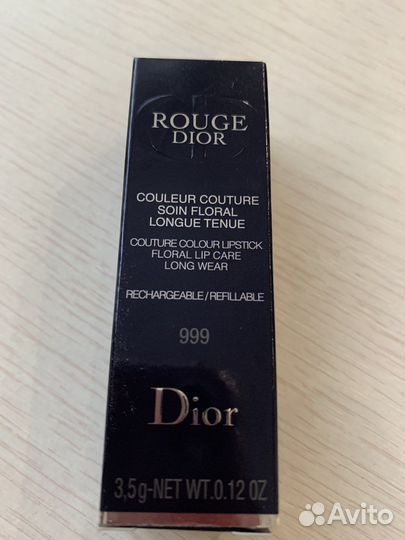 ROUGE
DIOR
COULEUR COUTURE
SOIN FLORAL
LONGUE TENUE
COUTURE COLOUR LIPSTICK
FLORAL LIP CARE
LONG WEAR
RECHARGEABLE/REFILLABLE
999
Dior
3,5g-NET WT.0.12 OZ
Avito